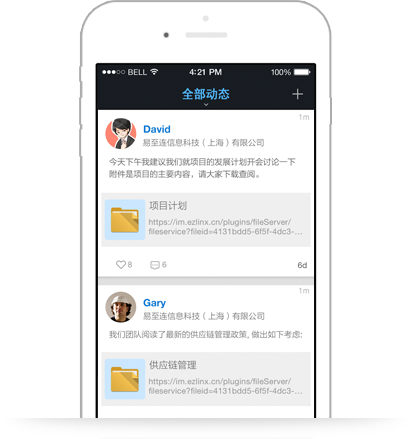 BELL 4:21 PM 100%
全部动态
1m
David
易至连信息科技（上海）有限公司
今天下午我建议我们就项目的发展计划开会讨论一下
附件是项目的主要内容，请大家下载查阅。
项目计划
https://im.ezlinx.cn/plugins/fileServer/
fileservice?fileid=4131bdd5-6f5f-4dc3-...
8 6 6d
1m
Gary
易至连信息科技（上海）有限公司
我们团队阅读了最新的供应链管理政策, 做出如下考虑:
供应链管理
https://im.ezlinx.cn/plugins/fileServer/
fileservice?fileid=4131bdd5-6f5f-4dc3-...